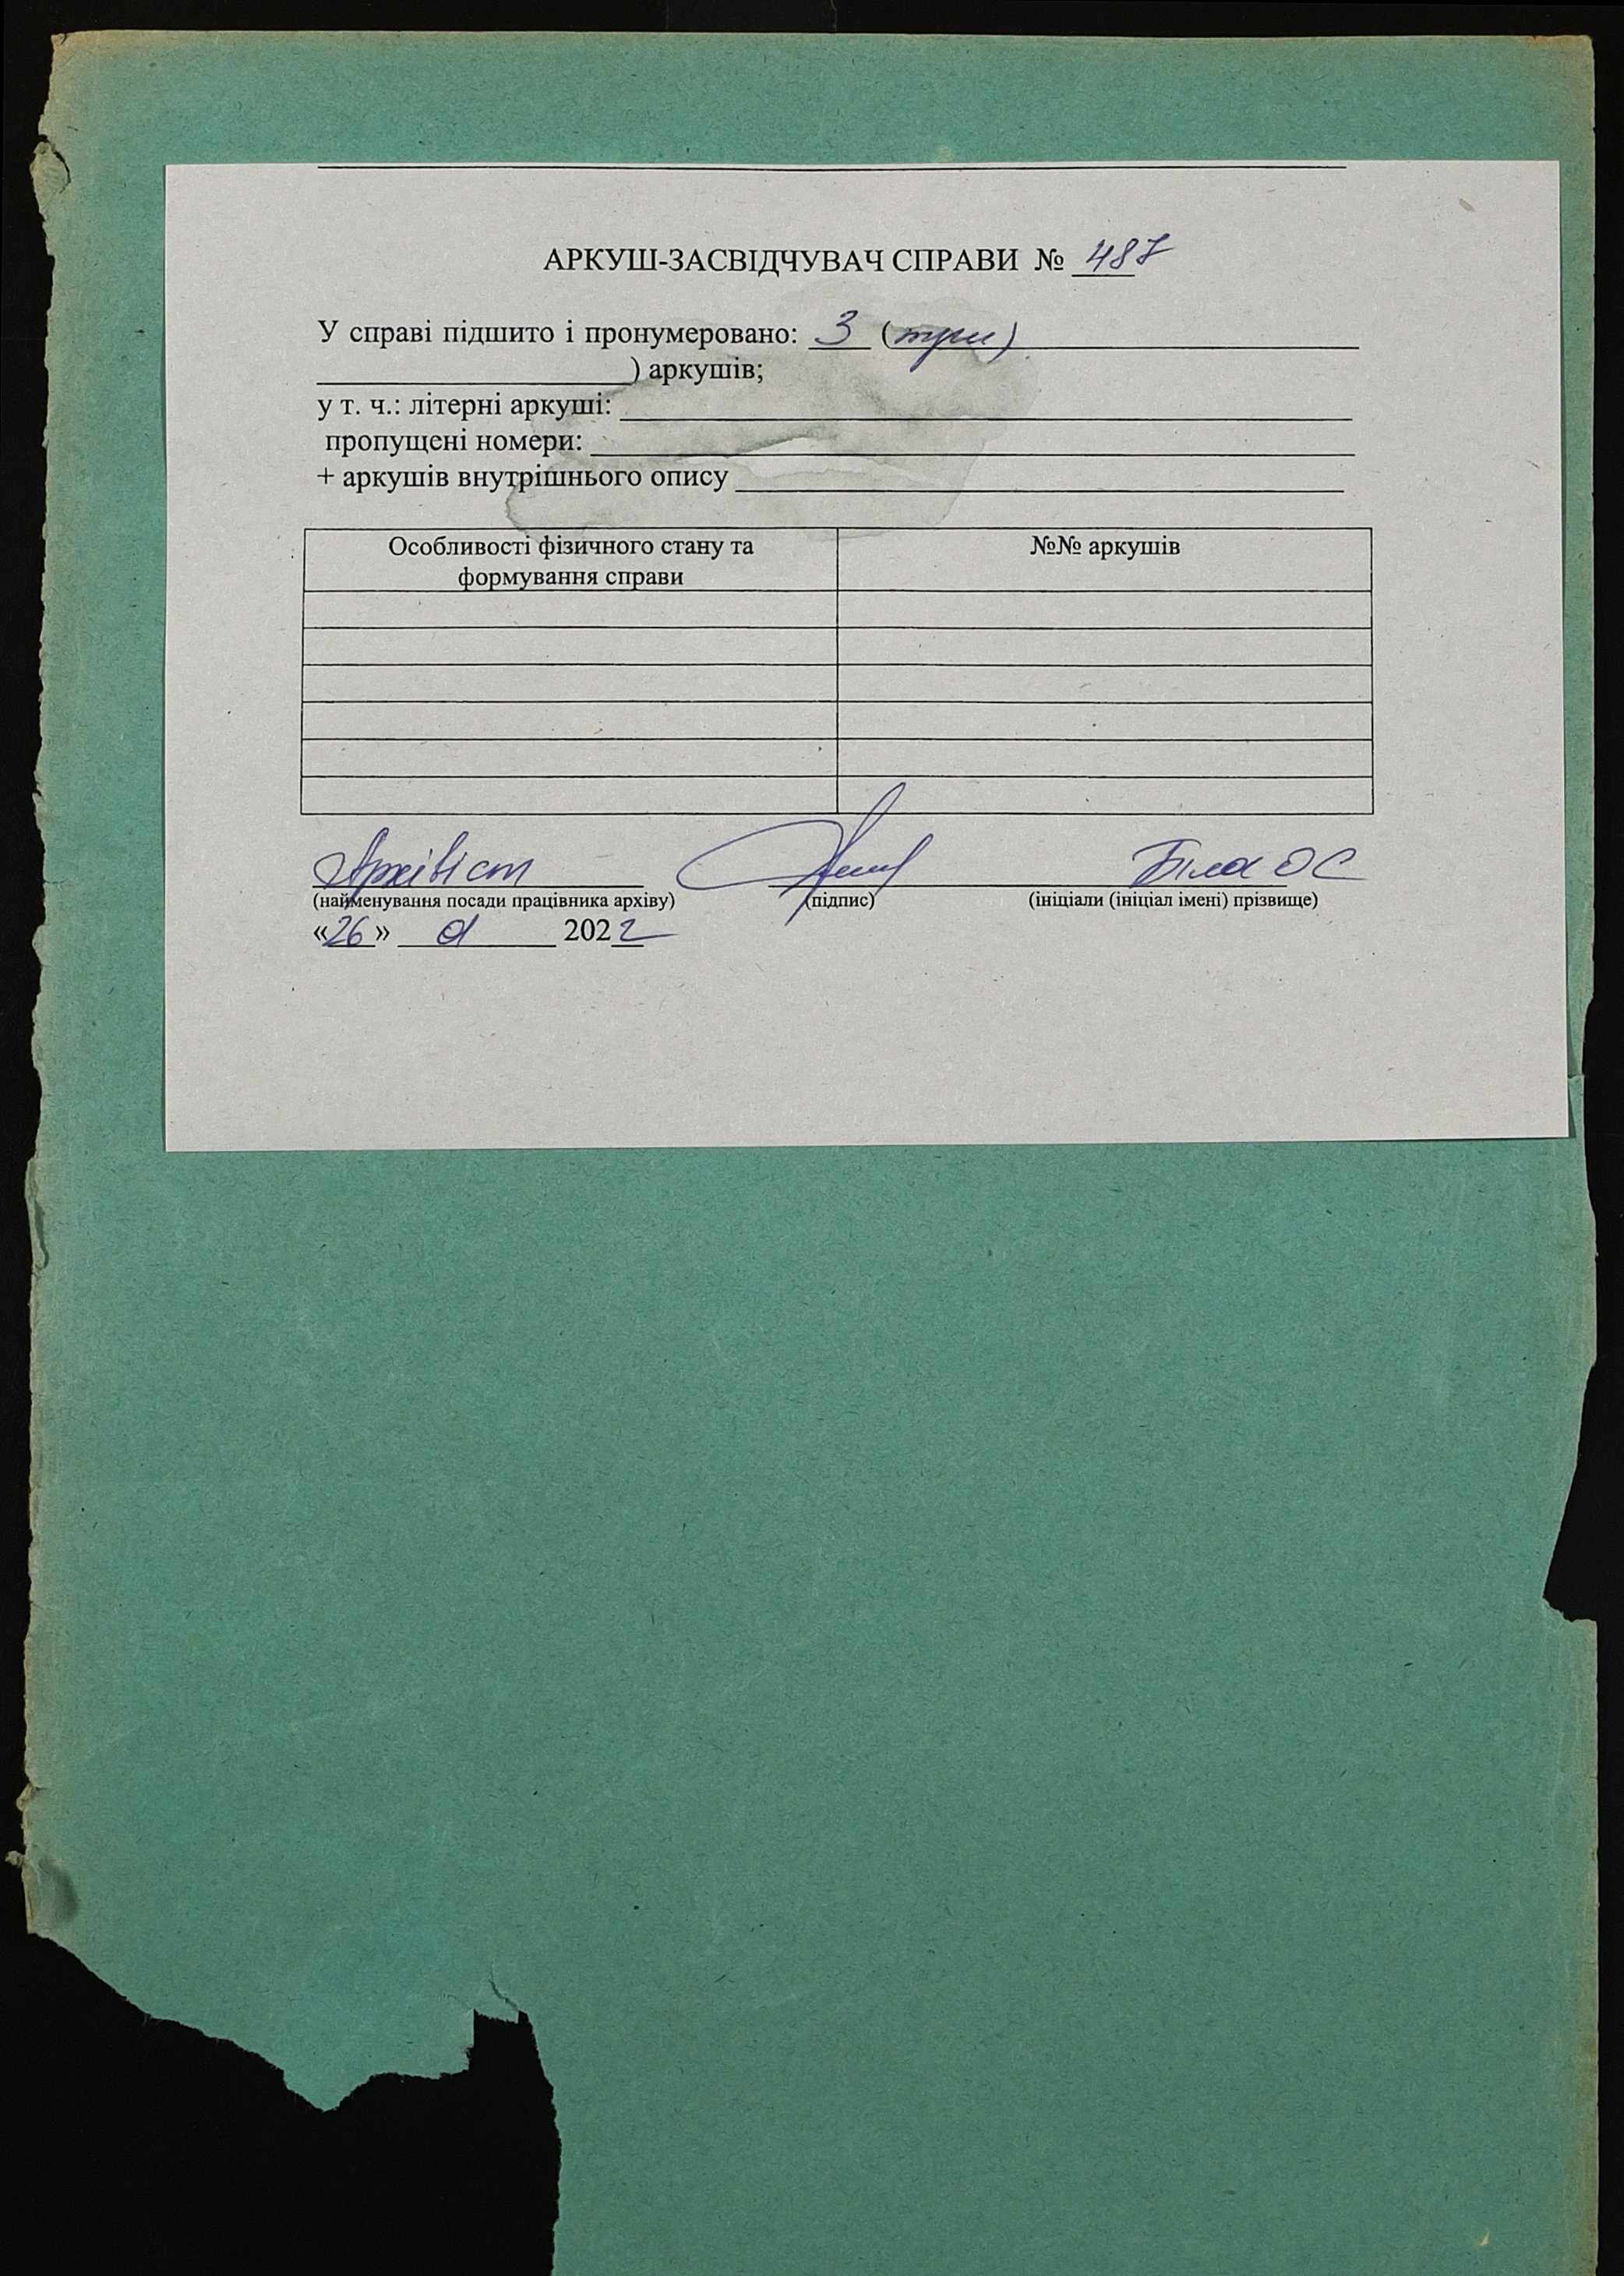 АРКУШ-ЗАСВІДЧУВАЧ СПРАВИ № 487
У справі підшито і пронумеровано: 3 (три)
) аркушів;
у т. ч.: літерні аркуші:
пропущені номери:
+ аркушів внутрішнього опису
Особливості фізичного стану та формування справи
№№ аркушів
Архівіст Біла ОС
(найменування посади працівника архіву) (підпис) (ініціали (ініціал імені) прізвище)
«26» 2022